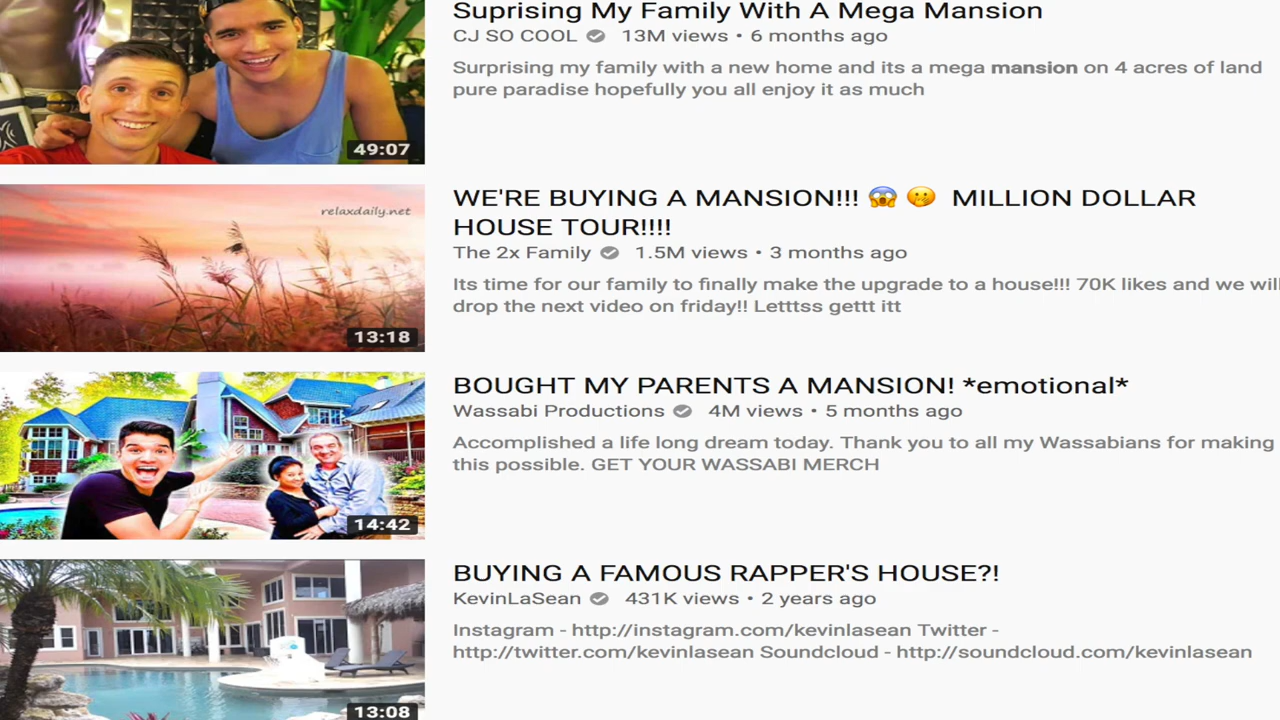 Suprising My Family With A Mega Mansion
CJ SO COOL 13M views • 6 months ago
Surprising my family with a new home and its a mega mansion on 4 acres of land
pure paradise hopefully you all enjoy it as much
49:07
relaxdaily.net
13:18
WE'RE BUYING A MANSION!!! 😱 🤭 MILLION DOLLAR
HOUSE TOUR!!!!
The 2x Family 1.5M views • 3 months ago
Its time for our family to finally make the upgrade to a house!!! 70K likes and we will
drop the next video on friday!! Letttss gettt itt
14:42
BOUGHT MY PARENTS A MANSION! *emotional*
Wassabi Productions 4M views • 5 months ago
Accomplished a life long dream today. Thank you to all my Wassabians for making
this possible. GET YOUR WASSABI MERCH
13:08
BUYING A FAMOUS RAPPER'S HOUSE?!
KevinLaSean 431K views • 2 years ago
Instagram - http://instagram.com/kevinlasean Twitter -
http://twitter.com/kevinlasean Soundcloud - http://soundcloud.com/kevinlasean